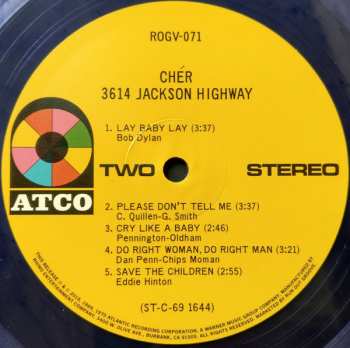 ROGV-071
CHÉR
3614 JACKSON HIGHWAY
1. LAY BABY LAY (3:37)
Bob Dylan
TWO STEREO
ATCO
2. PLEASE DON'T TELL ME (3:37)
C. Quillen-G. Smith
3. CRY LIKE A BABY (2:46)
Pennington-Oldham
4. DO RIGHT WOMAN, DO RIGHT MAN (3:21)
Dan Penn-Chips Moman
5. SAVE THE CHILDREN (2:55)
Eddie Hinton
(ST-C-69 1644)